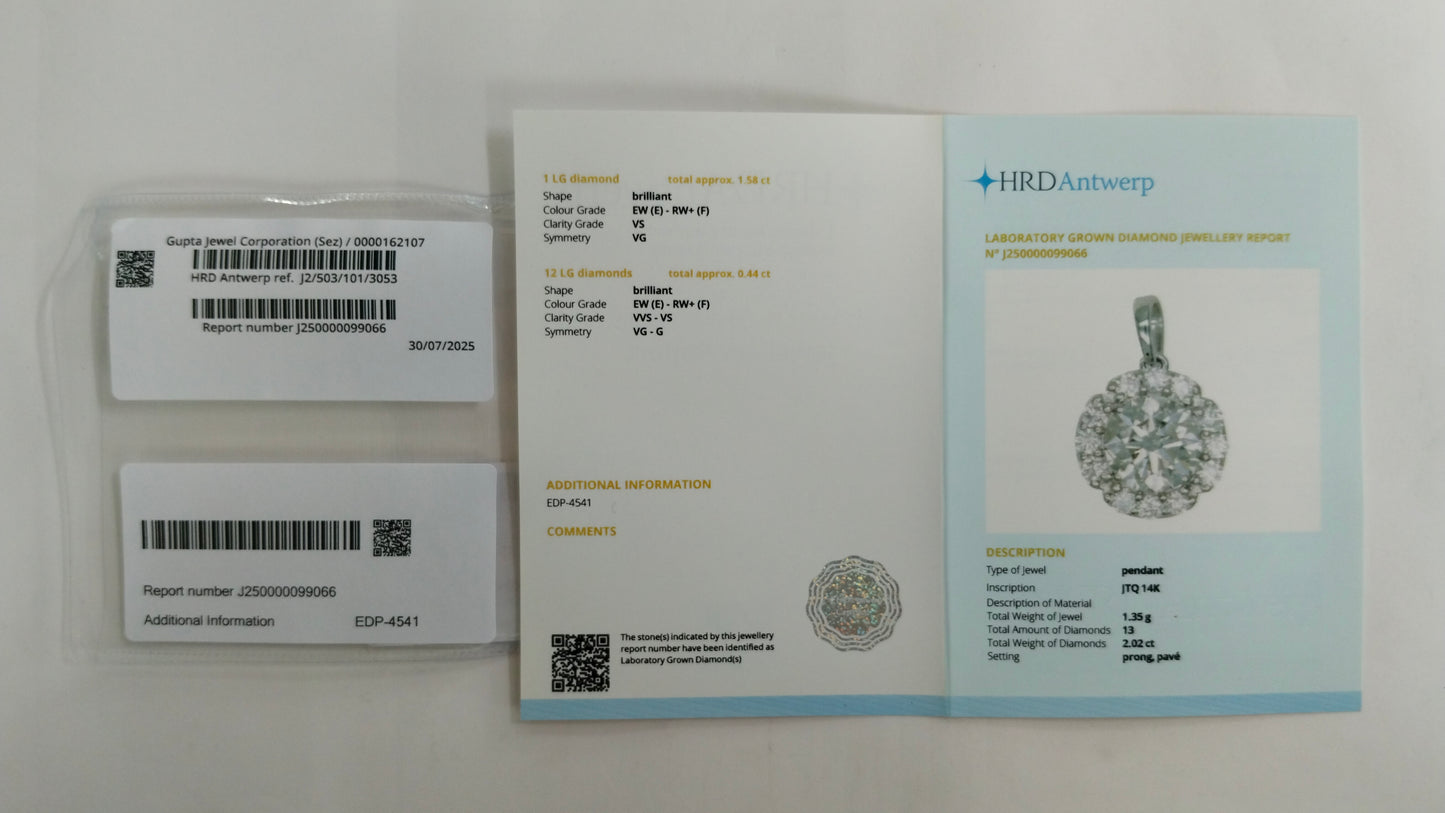 Gupta Jewel Corporation (Sez) / 0000162107
HRD Antwerp ref. J2/503/101/3053
Report number J250000099066
30/07/2025
Report number J250000099066
Additional Information EDP-4541
1 LG diamond total approx. 1.58 ct
Shape brilliant
Colour Grade EW (E) - RW+ (F)
Clarity Grade VS
Symmetry VG
12 LG diamonds total approx. 0.44 ct
Shape brilliant
Colour Grade EW (E) - RW+ (F)
Clarity Grade VVS - VS
Symmetry VG - G
ADDITIONAL INFORMATION
EDP-4541
COMMENTS
The stone(s) indicated by this jewellery
report number have been identified as
Laboratory Grown Diamond(s)
HRDAntwerp
LABORATORY GROWN DIAMOND JEWELLERY REPORT
N° J250000099066
DESCRIPTION
Type of Jewel pendant
Inscription JTQ 14K
Description of Material
Total Weight of Jewel 1.35 g
Total Amount of Diamonds 13
Total Weight of Diamonds 2.02 ct
Setting prong, pavé